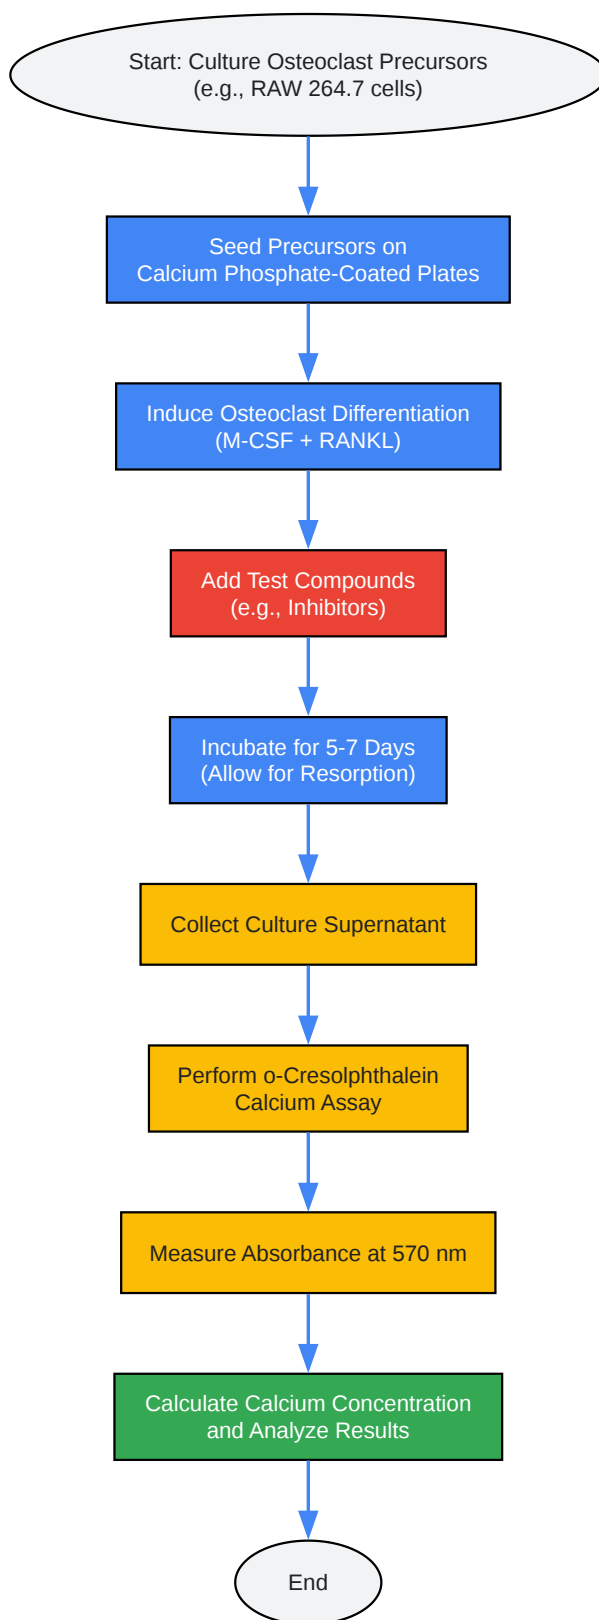 Start: Culture Osteoclast Precursors
(e.g., RAW 264.7 cells)
Seed Precursors on
Calcium Phosphate-Coated Plates
Induce Osteoclast Differentiation
(M-CSF + RANKL)
Add Test Compounds
(e.g., Inhibitors)
Incubate for 5-7 Days
(Allow for Resorption)
Collect Culture Supernatant
Perform o-Cresolphthalein
Calcium Assay
Measure Absorbance at 570 nm
Calculate Calcium Concentration
and Analyze Results
End